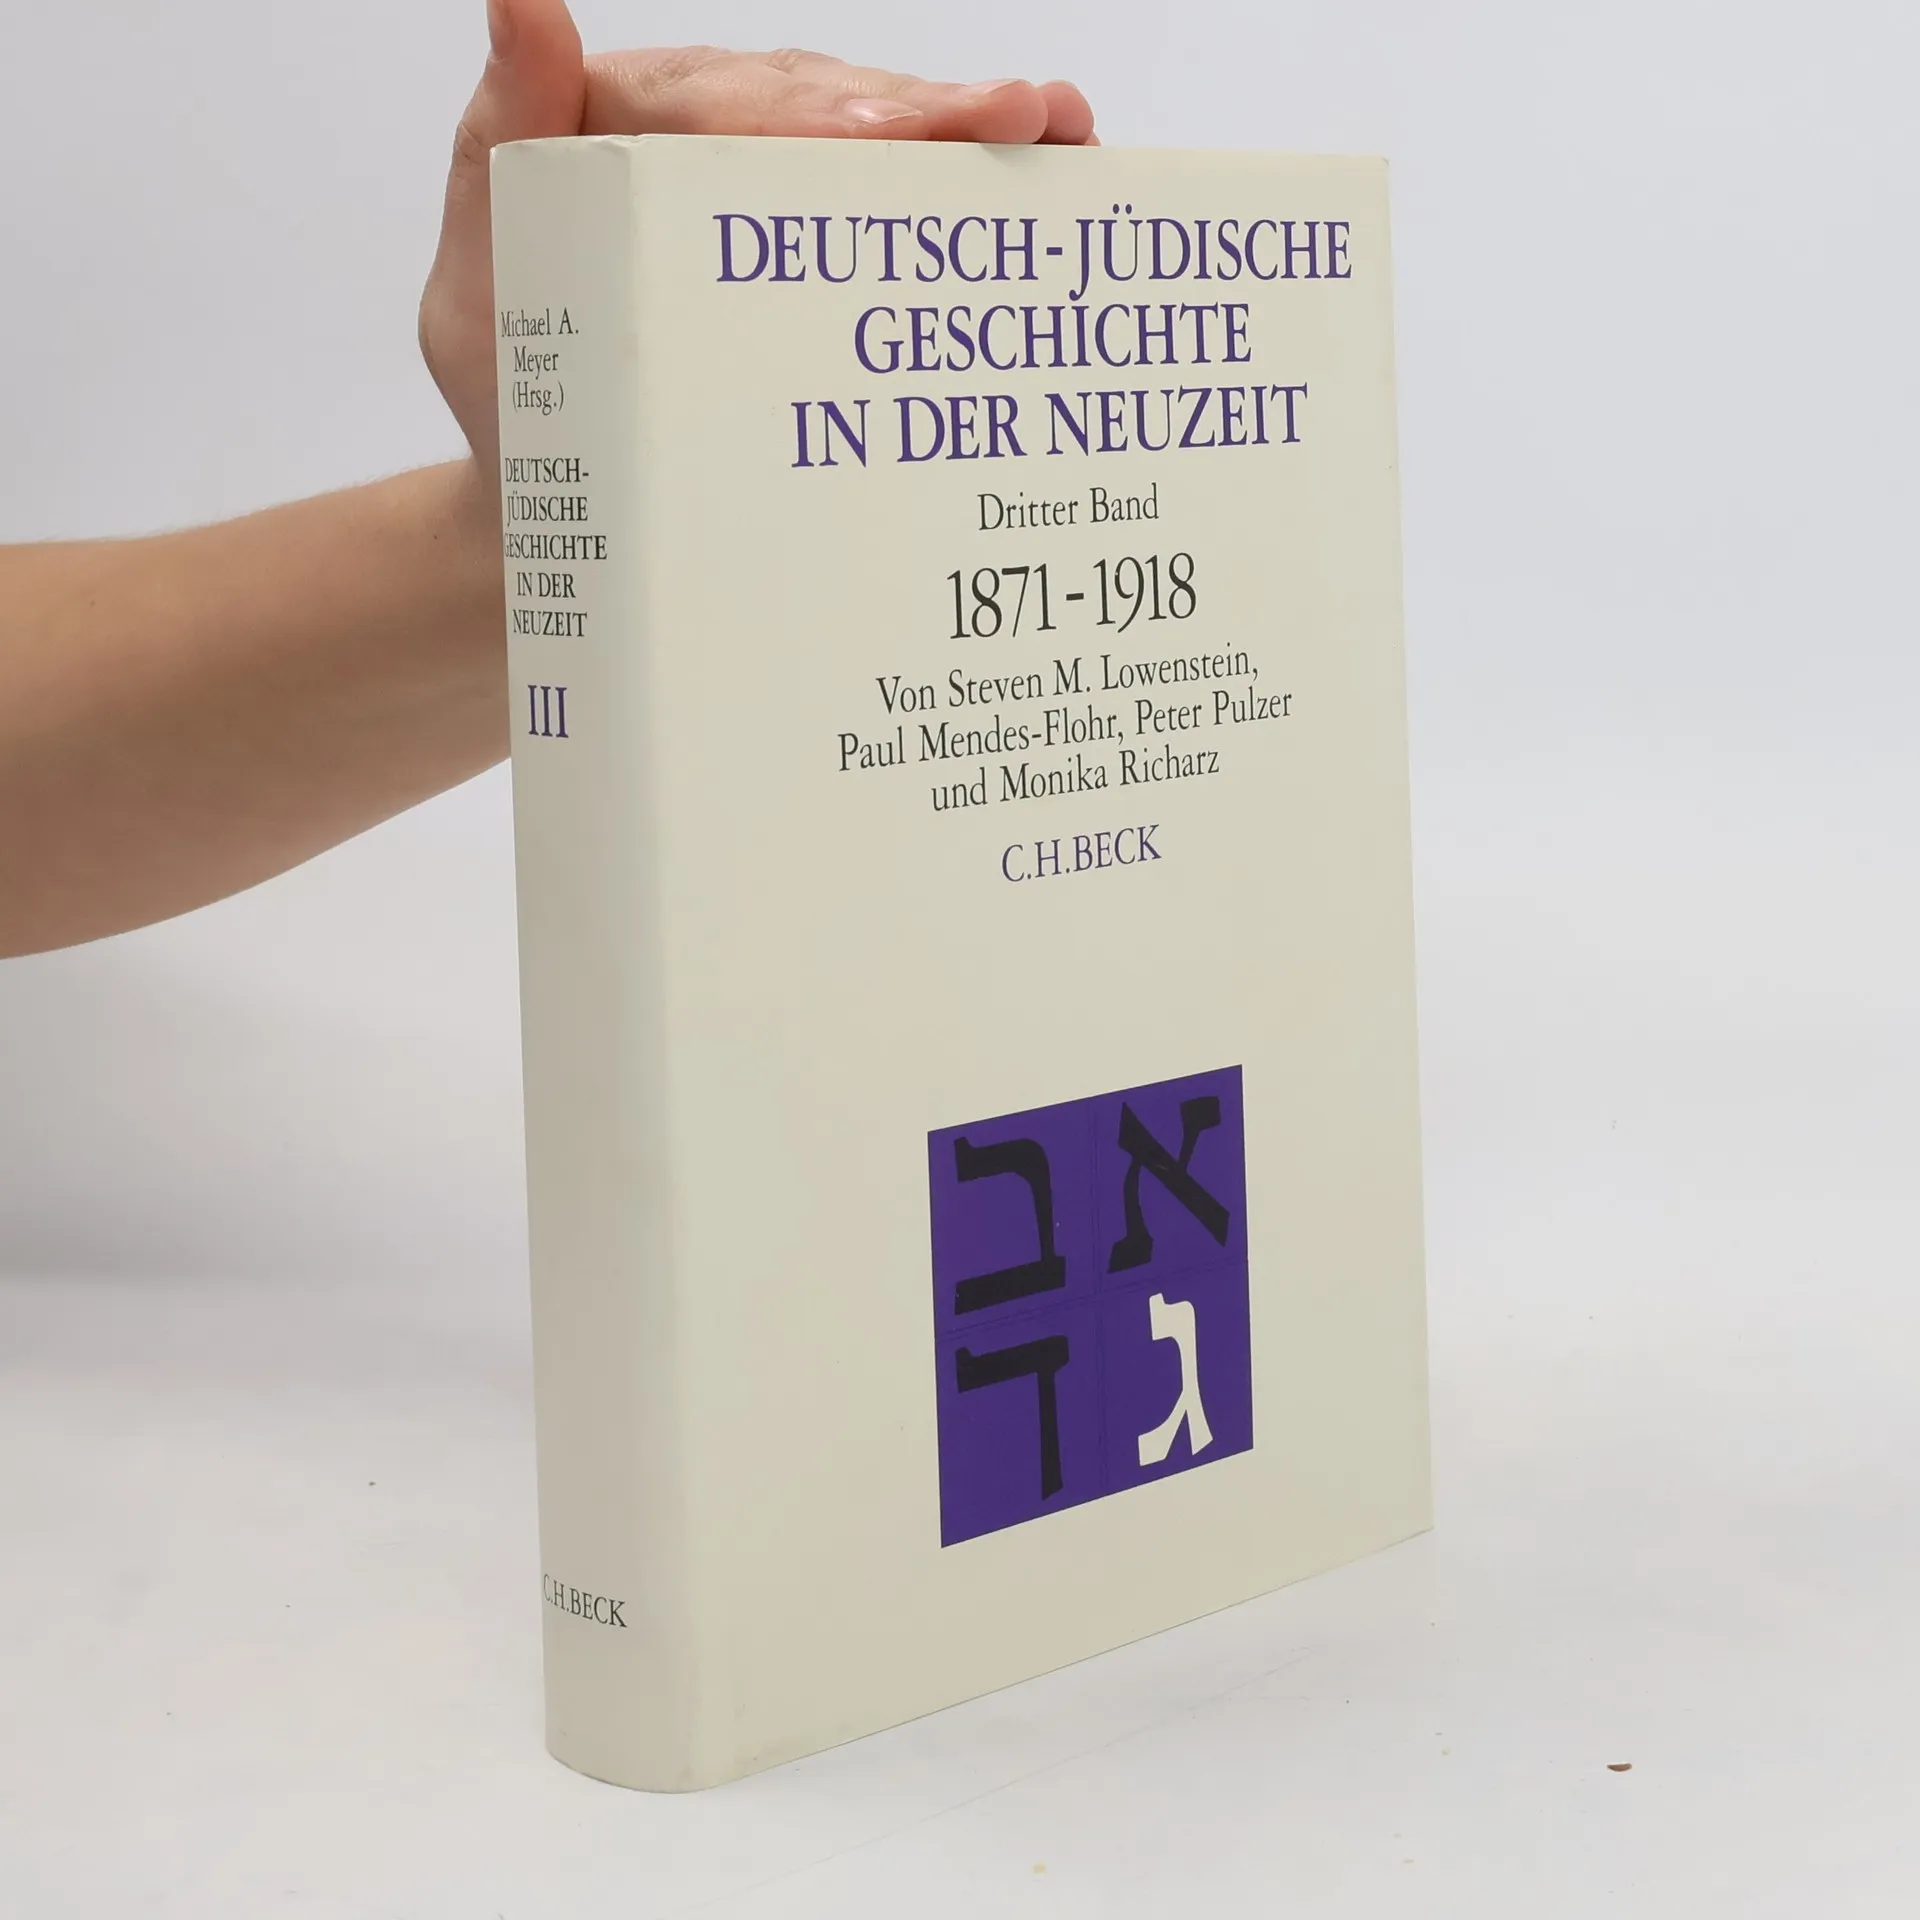 Michael A.
Meyer
(Hrsg.)
DEUTSCH-
JÜDISCHE
GESCHICHTE
IN DER
NEUZEIT
III
C.H.BECK
DEUTSCH-JÜDISCHE
GESCHICHTE
IN DER NEUZEIT
Dritter Band
1871-1918
Von Steven M. Lowenstein,
Paul Mendes-Flohr, Peter Pulzer
und Monika Richarz
C.H.BECK
א ב
ג ד